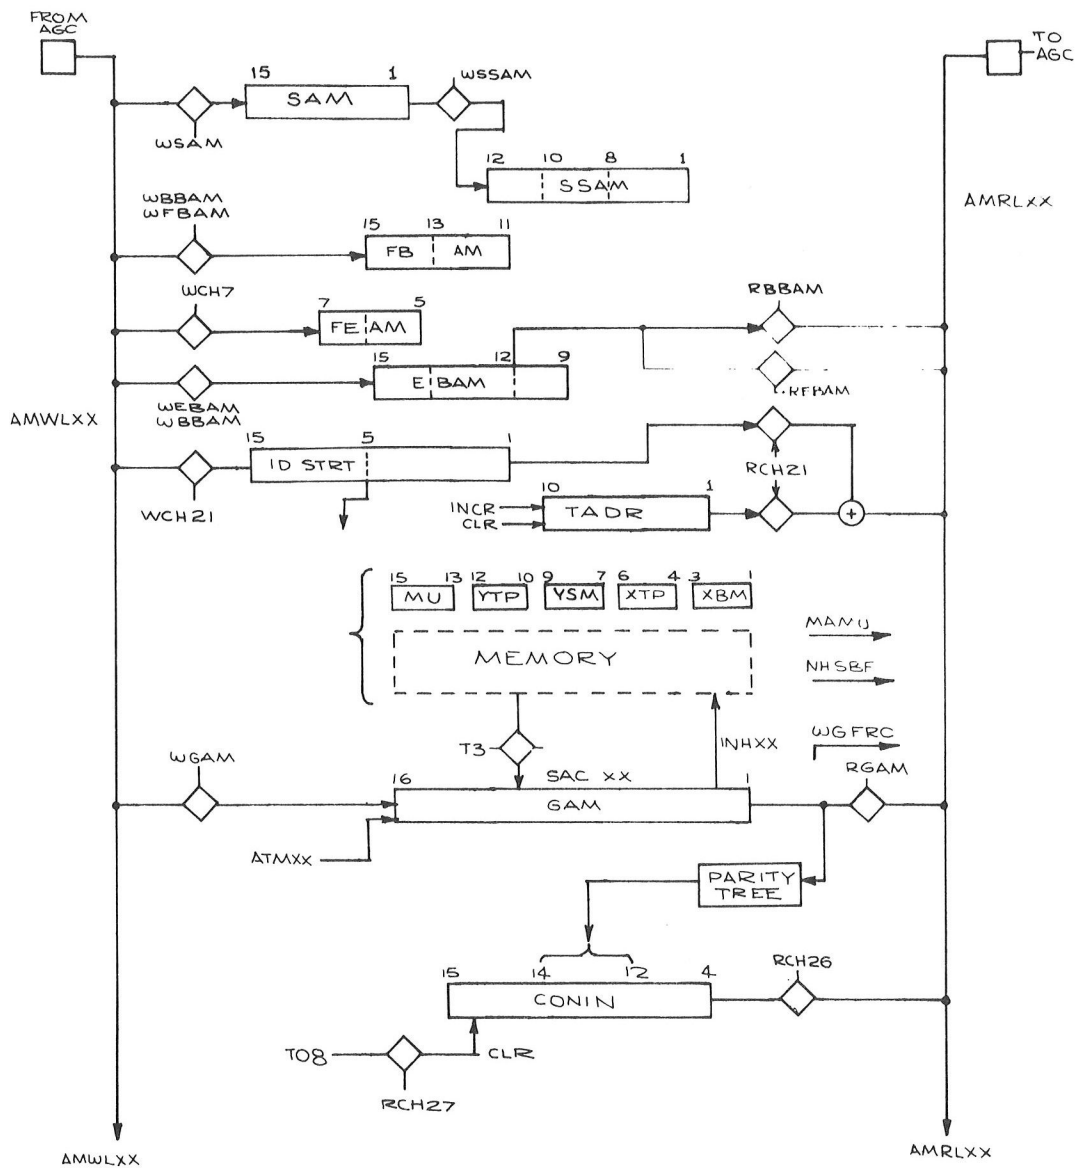 FROM
AGC
TO
AGC
15 1
SAM
WSSAM
WSAM
12 10 8 1
SSAM
WBBAM
WFBAM
AMRLXX
15 13 11
FB AM
WCH7
7 5
FE AM
RBBAM
15 12 9
E BAM
RFBAM
WEBAM
WBBAM
AMWLXX
15 5 1
ID STRT
RCH21
WCH21
10 1
INCR
CLR
TADR
+
15 13 12 10 9 7 6 4 3 1
MU YTP YSM XTP XBM
MANU
MEMORY
NHSBF
WGFRC
T3
INHXX
WGAM
RGAM
16 SAC XX 1
GAM
ATMXX
PARITY
TREE
15 14 12 4
RCH26
CONIN
T08
CLR
RCH27
AMWLXX
AMRLXX